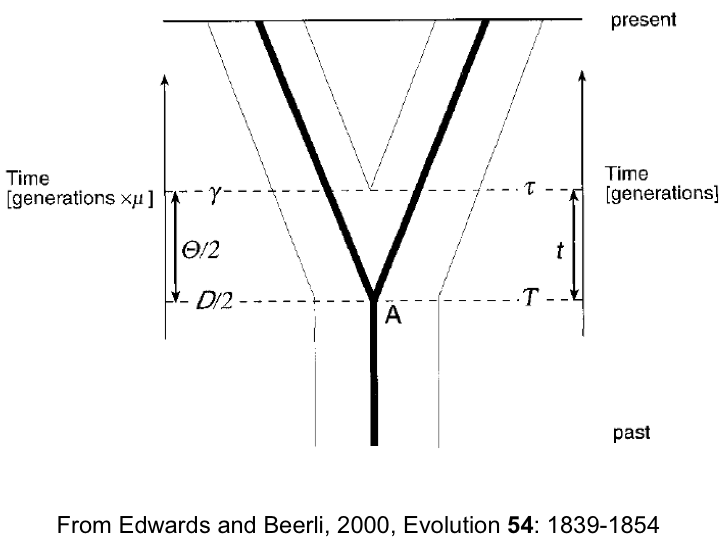 present
Time
[generations ×μ]
γ
τ
Time
[generations]
Θ/2
t
D/2
T
A
past
From Edwards and Beerli, 2000, Evolution 54: 1839-1854